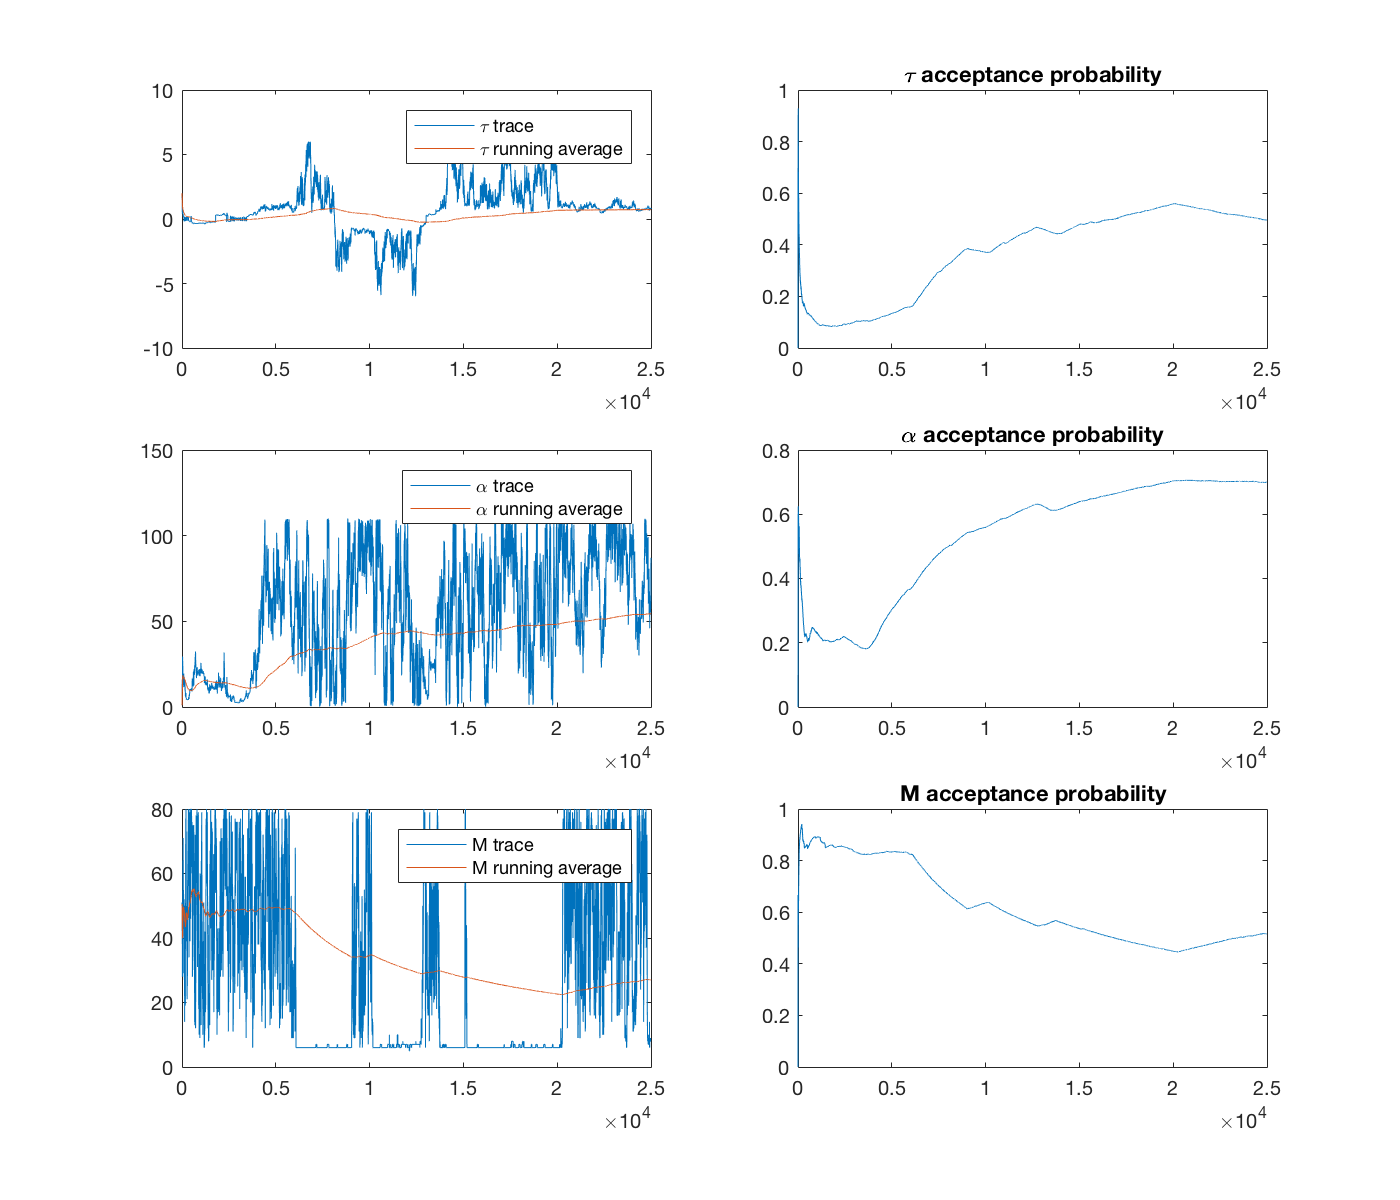 τ acceptance probability
10
5
0
-5
-10
τ trace
τ running average
0 0.5 1 1.5 2 2.5
×10^4
1
0.8
0.6
0.4
0.2
0
0 0.5 1 1.5 2 2.5
×10^4
α acceptance probability
150
100
50
0
α trace
α running average
0 0.5 1 1.5 2 2.5
×10^4
0.8
0.6
0.4
0.2
0
0 0.5 1 1.5 2 2.5
×10^4
M acceptance probability
80
60
40
20
0
M trace
M running average
0 0.5 1 1.5 2 2.5
×10^4
1
0.8
0.6
0.4
0.2
0
0 0.5 1 1.5 2 2.5
×10^4